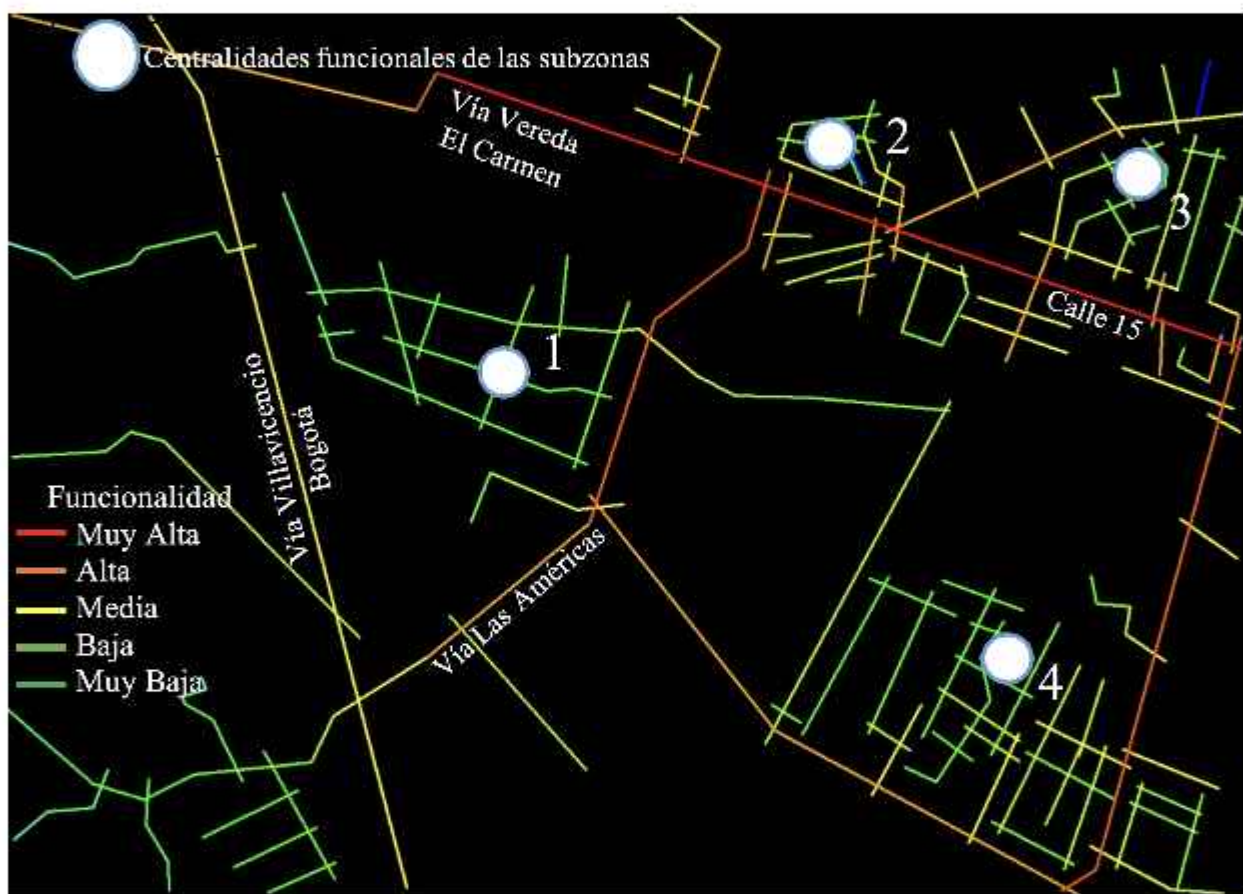 Centralidades funcionales de las subzonas
Vía Vereda
El Carmen
2
3
Calle 15
1
Vía Villavicencio
Bogotá
Funcionalidad
Muy Alta
Alta
Media
Baja
Muy Baja
Vía Las Américas
4